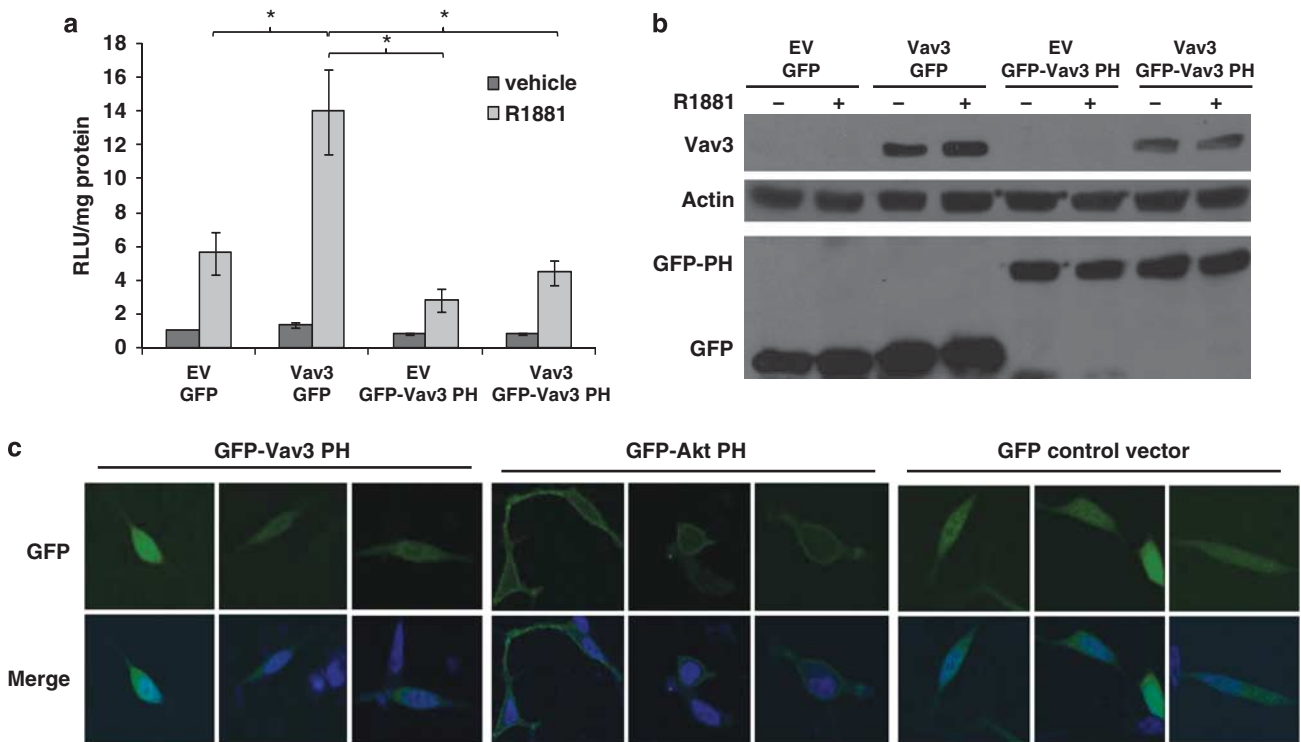 a
* *
*
18
16
14
12
10
8
6
4
2
0
RLU/mg protein
vehicle
R1881
EV
GFP
Vav3
GFP
EV
GFP-Vav3 PH
Vav3
GFP-Vav3 PH
b
EV
GFP
Vav3
GFP
EV
GFP-Vav3 PH
Vav3
GFP-Vav3 PH
R1881 – + – + – + – +
Vav3
Actin
GFP-PH
GFP
c
GFP-Vav3 PH
GFP-Akt PH
GFP control vector
GFP
Merge